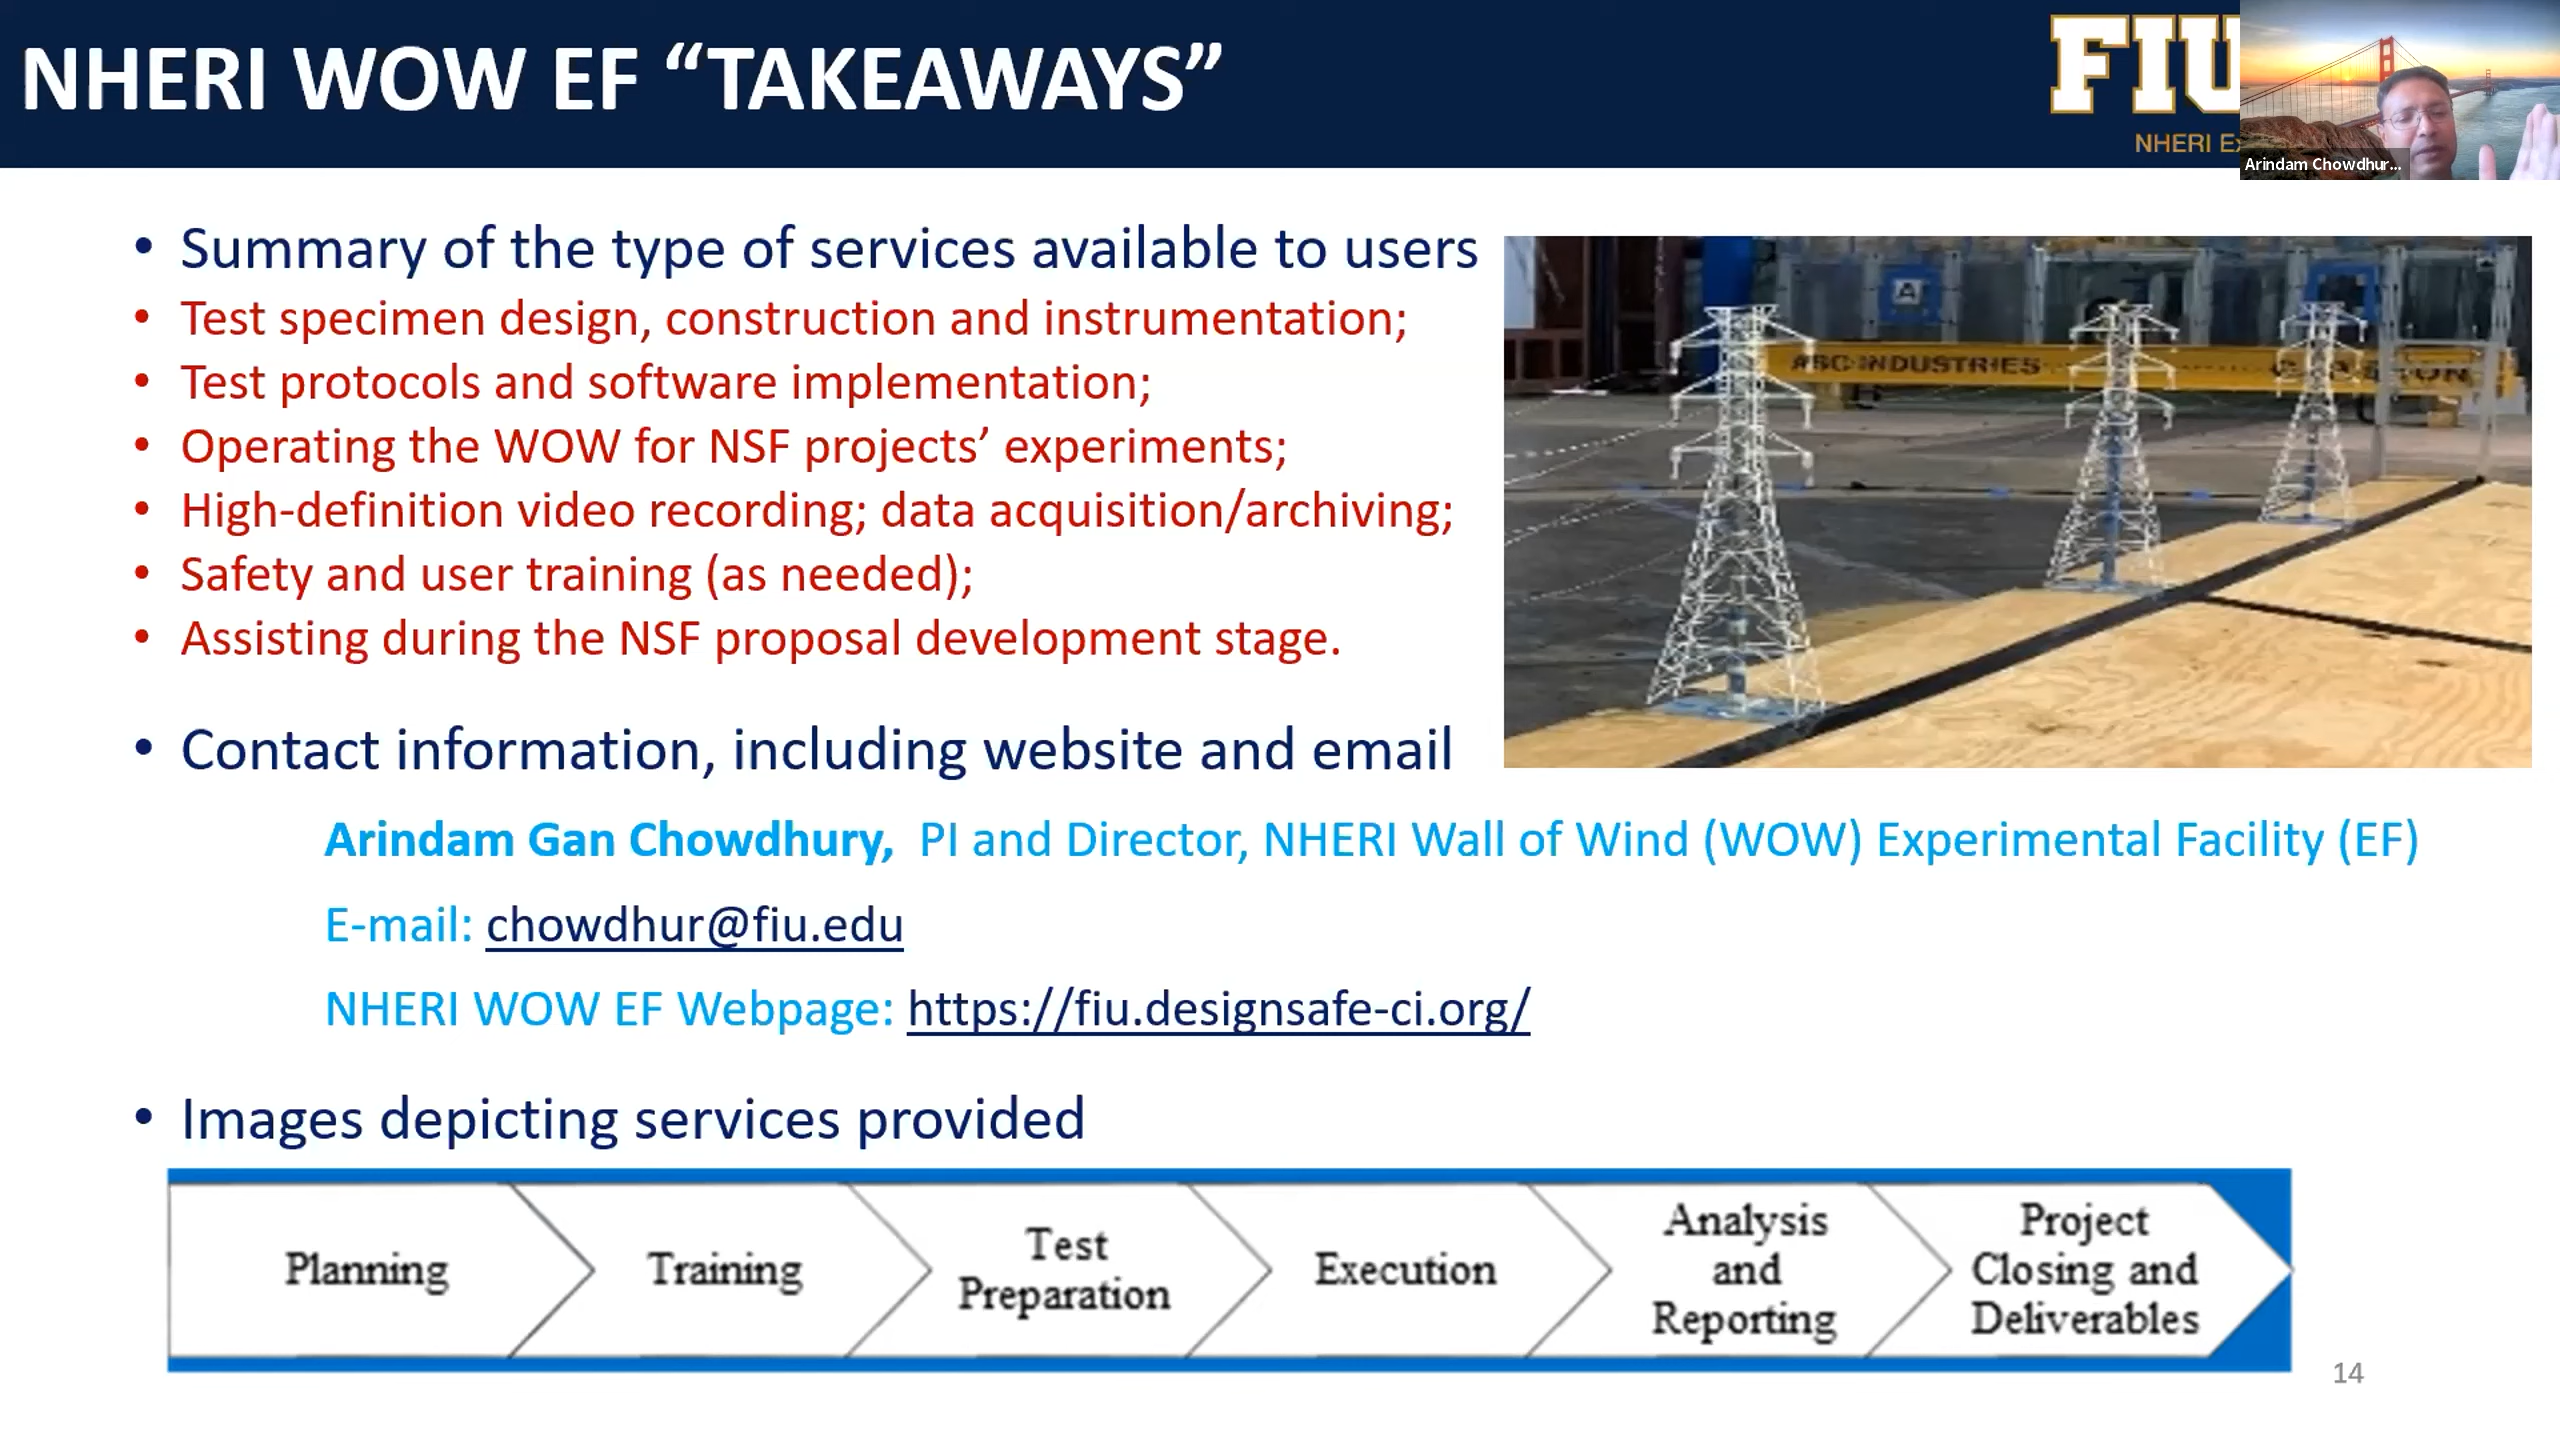 NHERI WOW EF “TAKEAWAYS”
FIU
NHERI
Arindam Chowdhur...
• Summary of the type of services available to users
• Test specimen design, construction and instrumentation;
• Test protocols and software implementation;
• Operating the WOW for NSF projects’ experiments;
• High-definition video recording; data acquisition/archiving;
• Safety and user training (as needed);
• Assisting during the NSF proposal development stage.
A
ABC INDUSTRIES
• Contact information, including website and email
Arindam Gan Chowdhury, PI and Director, NHERI Wall of Wind (WOW) Experimental Facility (EF)
E-mail: chowdhur@fiu.edu
NHERI WOW EF Webpage: https://fiu.designsafe-ci.org/
• Images depicting services provided
Planning
Training
Test
Preparation
Execution
Analysis
and
Reporting
Project
Closing and
Deliverables
14